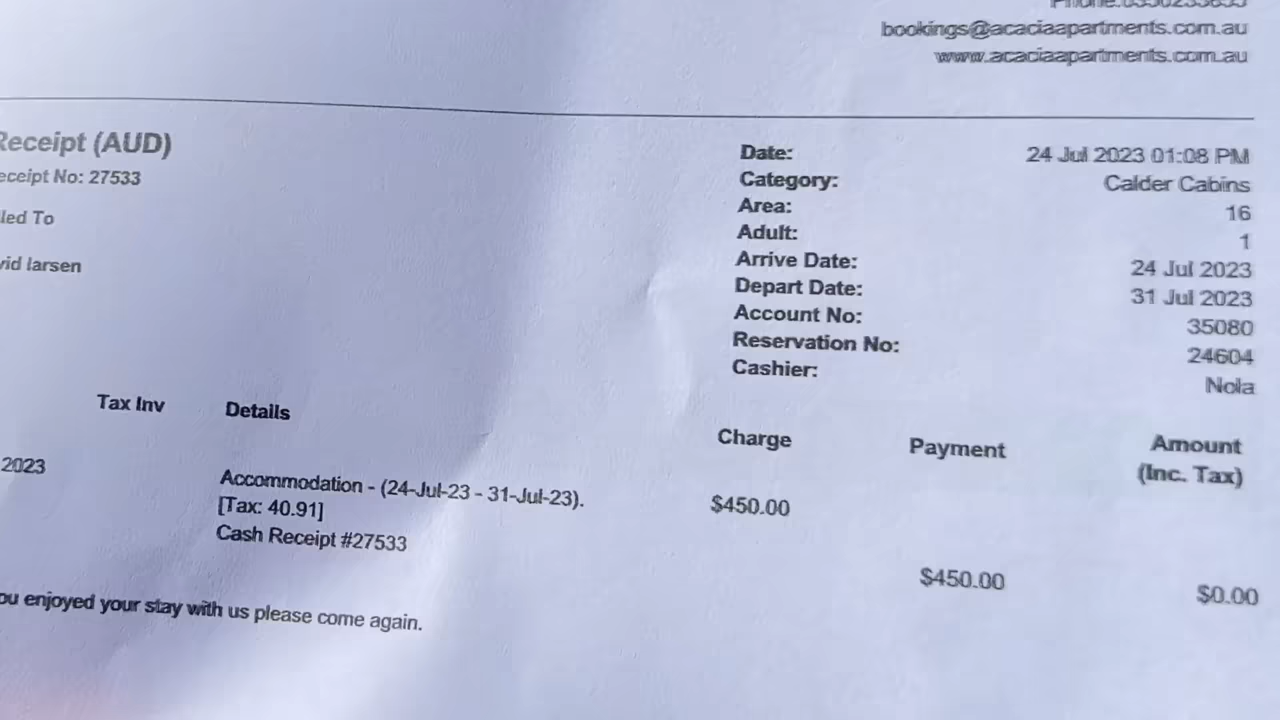 bookings@acaciaapartments.com.au
www.acaciaapartments.com.au
Receipt (AUD)
eceipt No: 27533
led To
vid larsen
Date: 24 Jul 2023 01:08 PM
Category: Calder Cabins
Area: 16
Adult: 1
Arrive Date: 24 Jul 2023
Depart Date: 31 Jul 2023
Account No: 35080
Reservation No: 24604
Cashier: Nola
Tax Inv Details Charge Payment Amount
(Inc. Tax)
2023 Accommodation - (24-Jul-23 - 31-Jul-23). $450.00
[Tax: 40.91]
Cash Receipt #27533
$450.00 $0.00
ou enjoyed your stay with us please come again.